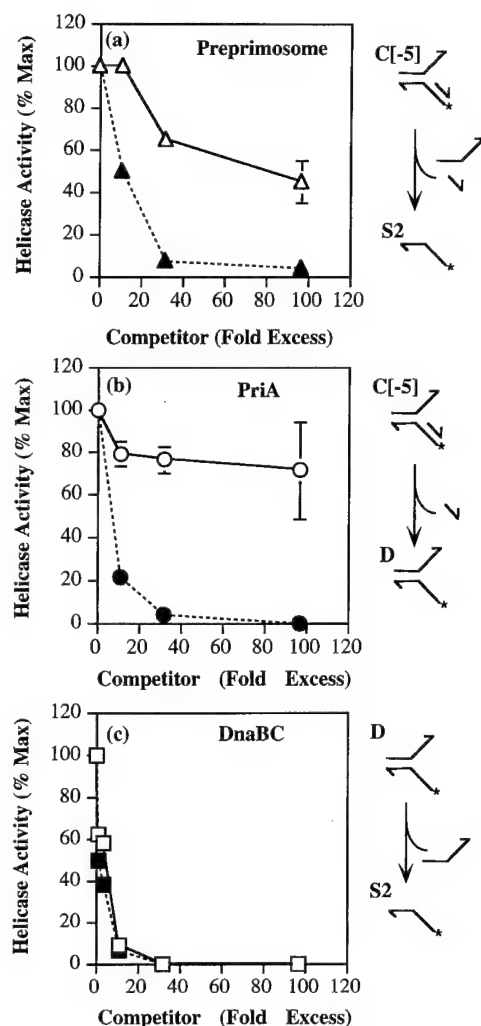 (a) Preprimosome
Helicase Activity (% Max)
120
100
80
60
40
20
0
0 20 40 60 80 100 120
Competitor (Fold Excess)
C[-5]
*
S2
*
(b) PriA
Helicase Activity (% Max)
120
100
80
60
40
20
0
0 20 40 60 80 100 120
Competitor (Fold Excess)
C[-5]
*
D
*
(c) DnaBC
Helicase Activity (% Max)
120
100
80
60
40
20
0
0 20 40 60 80 100 120
Competitor (Fold Excess)
D
*
S2
*